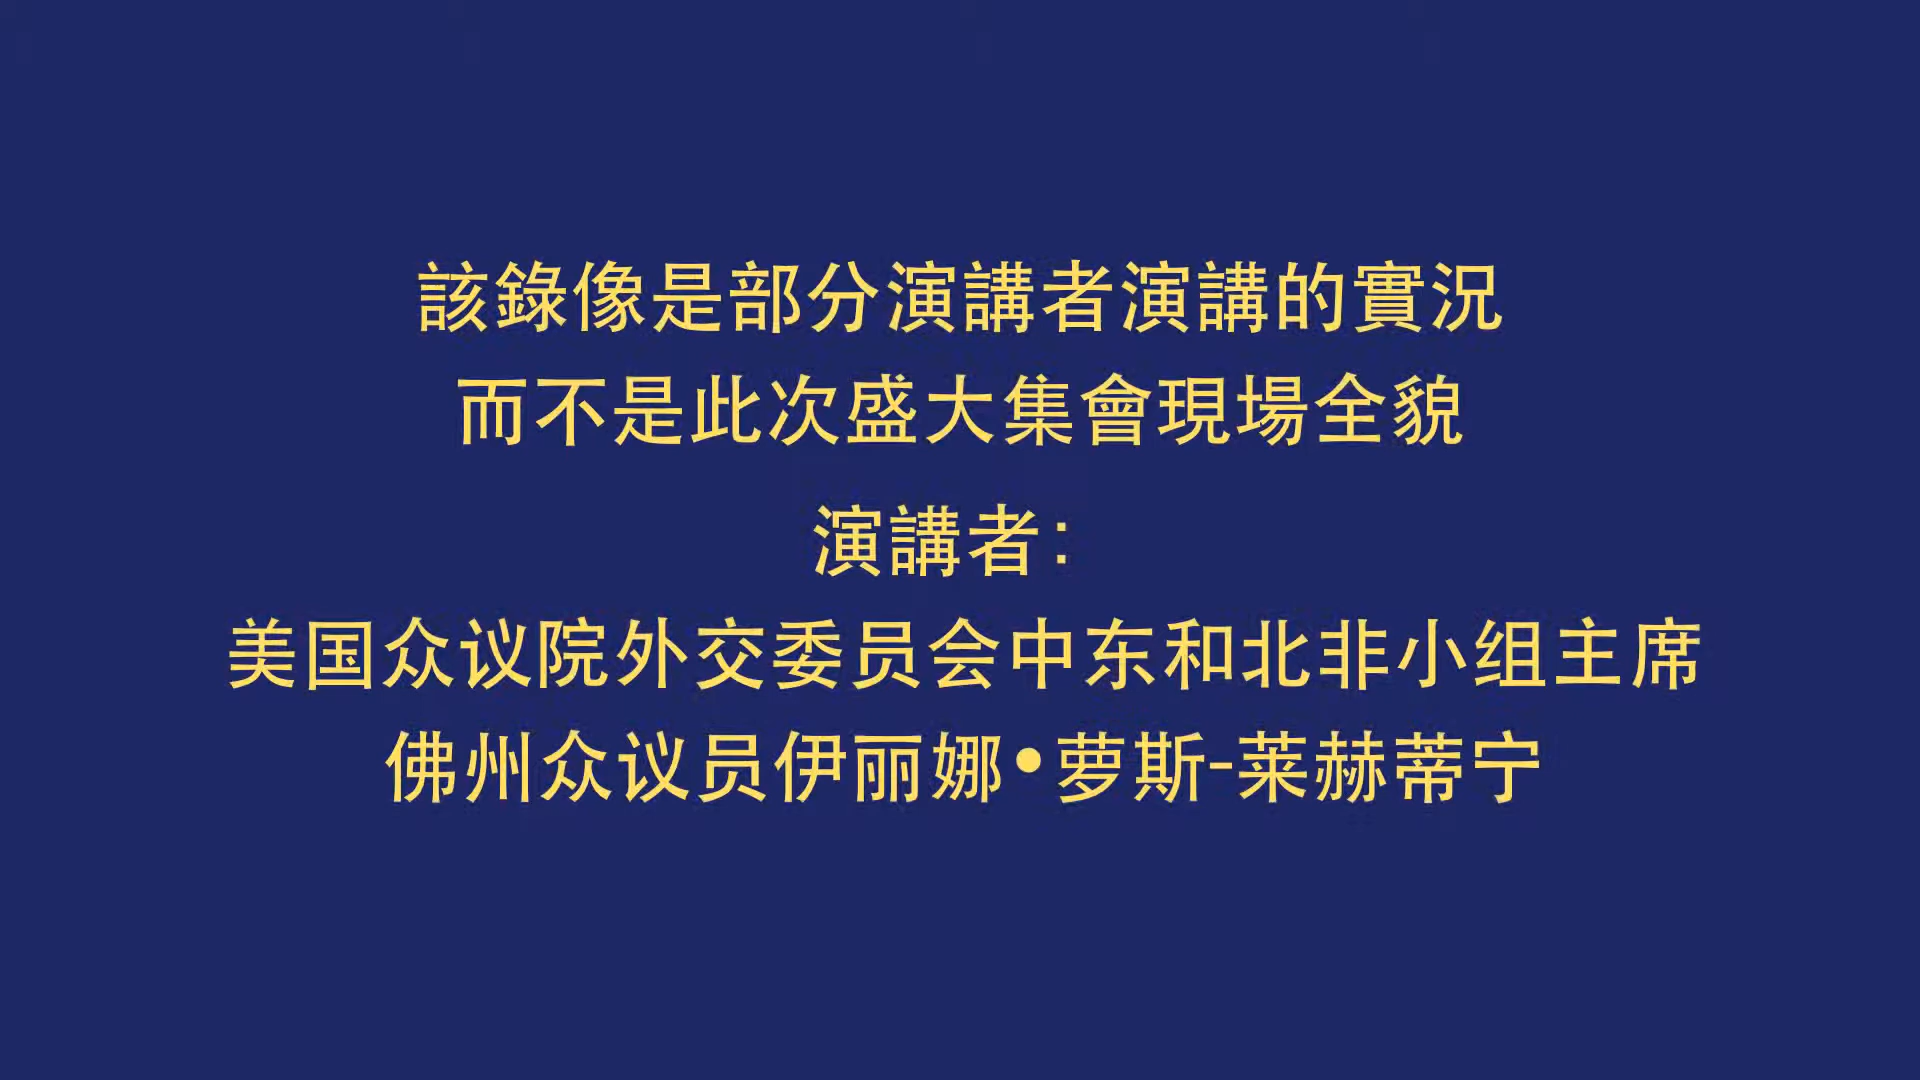 該錄像是部分演講者演講的實況
而不是此次盛大集會現場全貌
演講者：
美国众议院外交委员会中东和北非小组主席
佛州众议员伊丽娜•萝斯-莱赫蒂宁